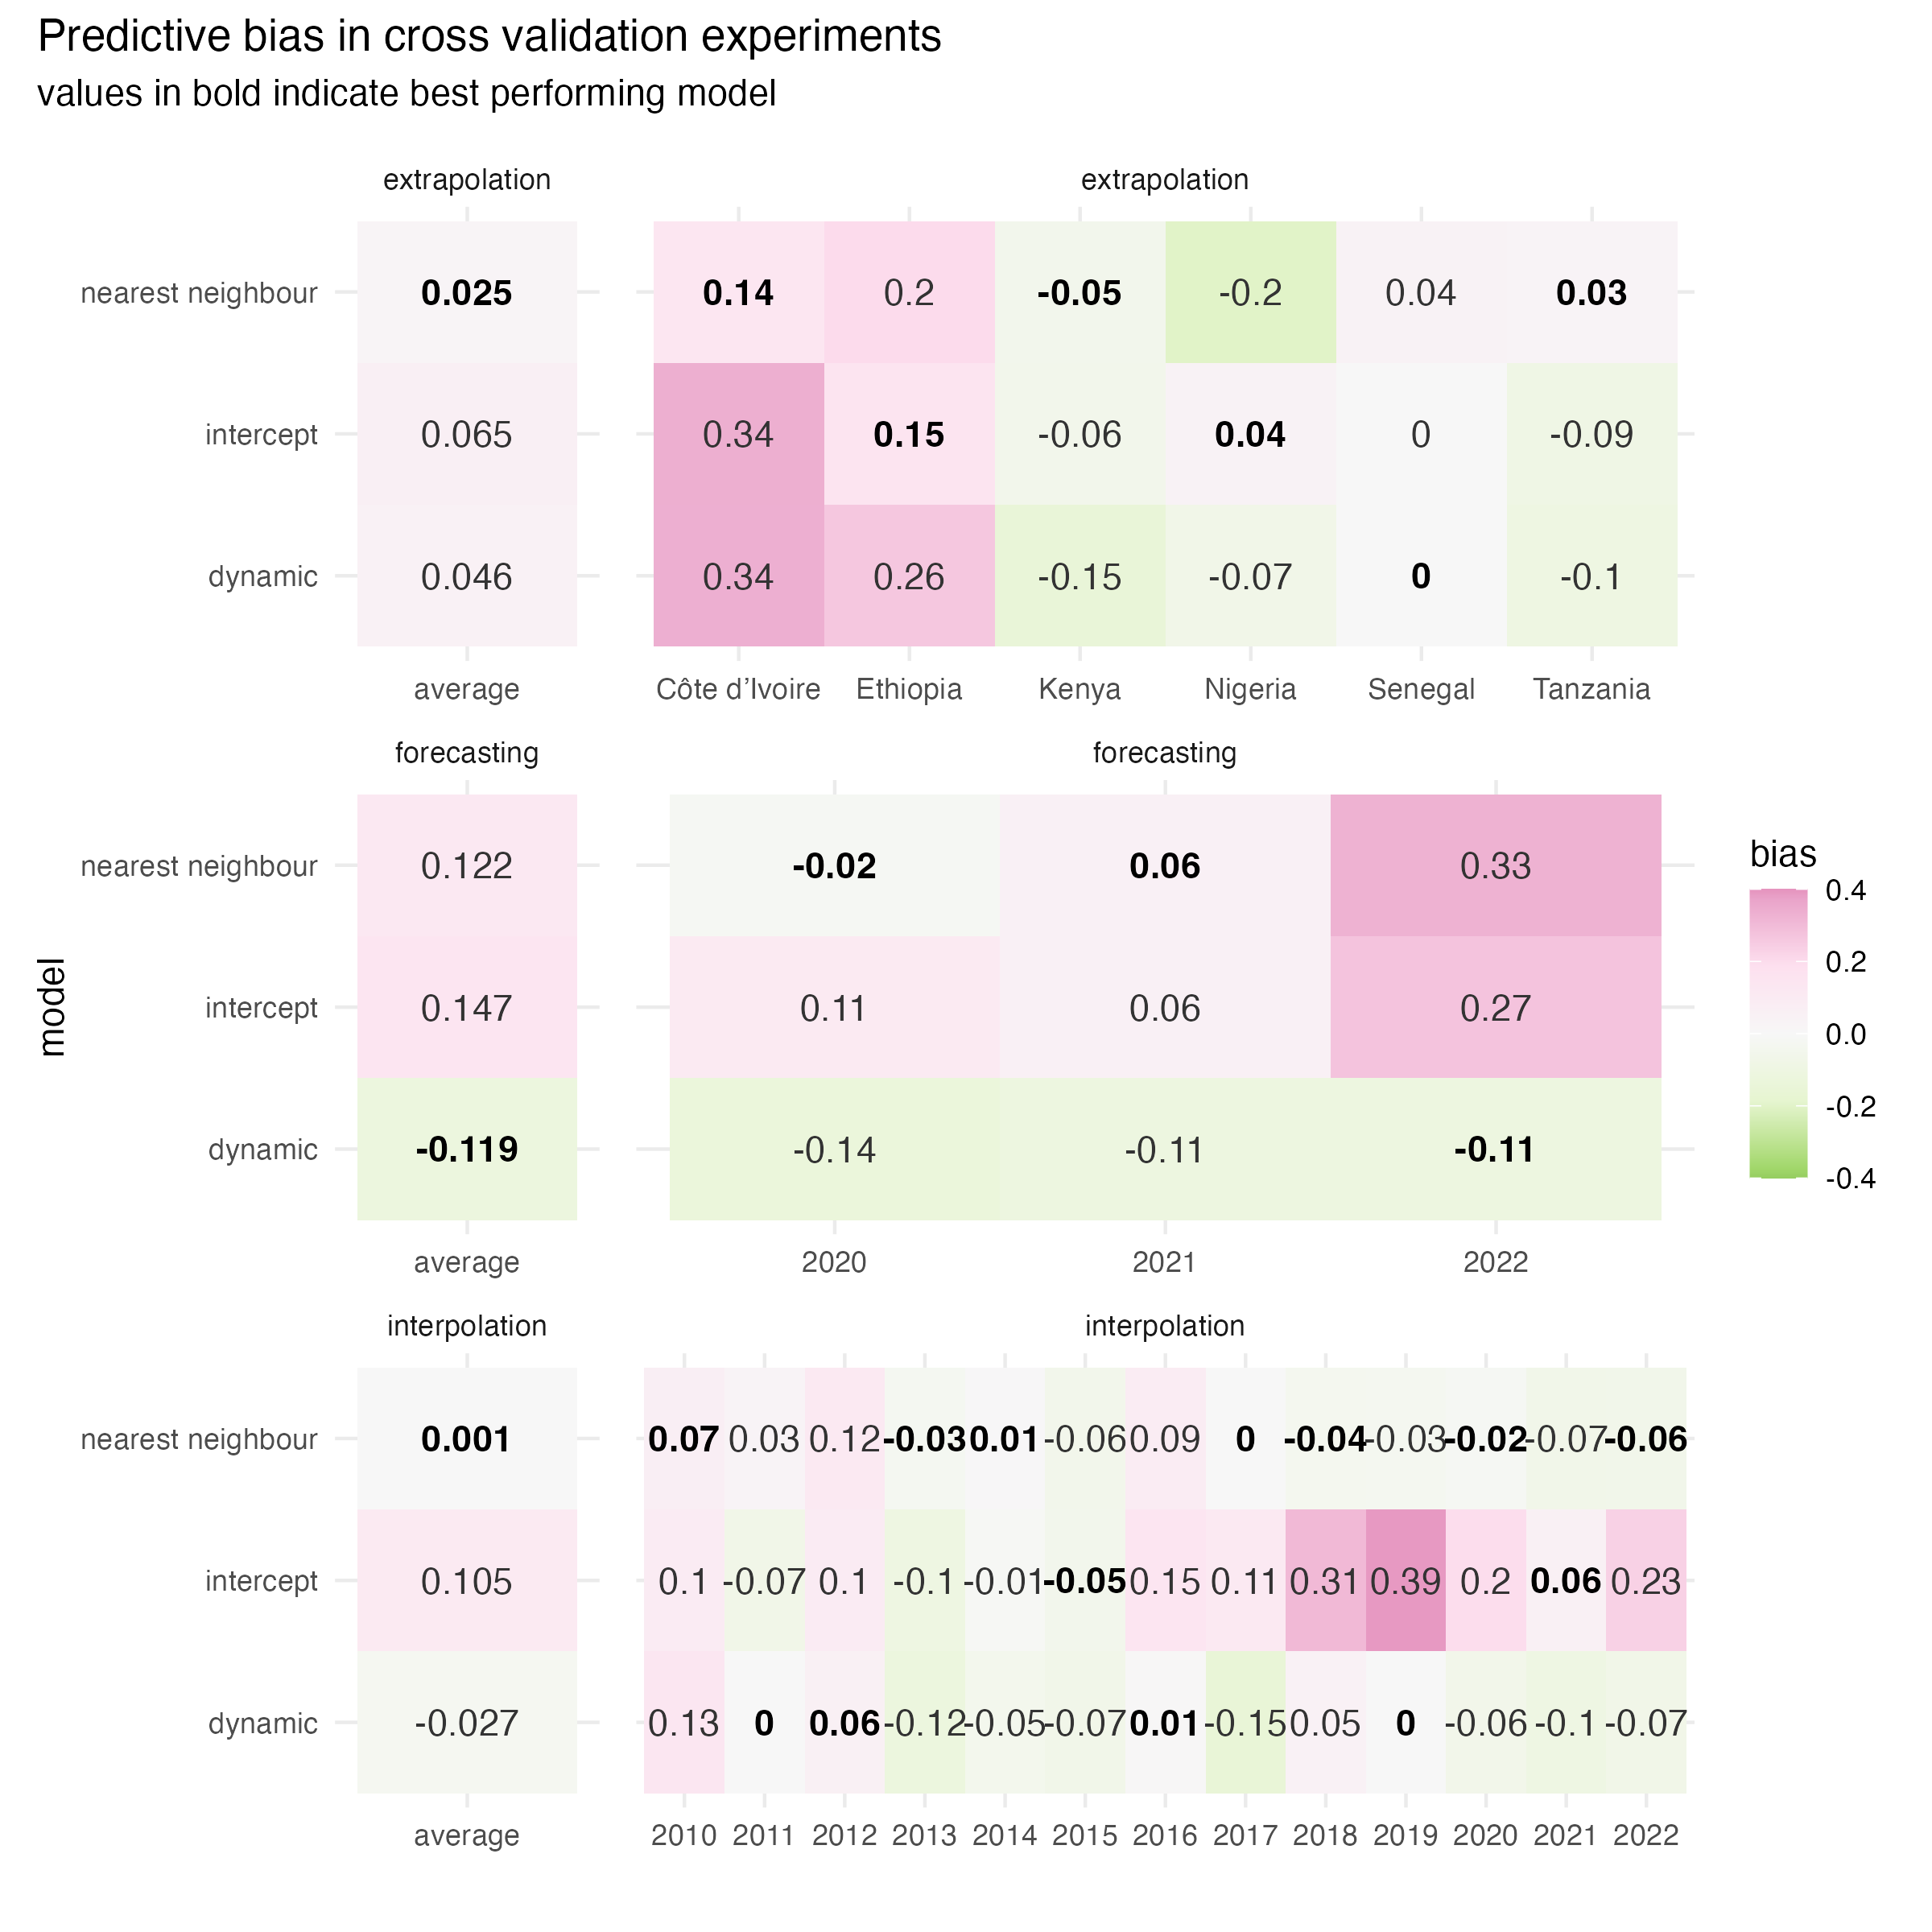 Predictive bias in cross validation experiments
values in bold indicate best performing model
extrapolation extrapolation
nearest neighbour 0.025 0.14 0.2 -0.05 -0.2 0.04 0.03
intercept 0.065 0.34 0.15 -0.06 0.04 0 -0.09
dynamic 0.046 0.34 0.26 -0.15 -0.07 0 -0.1
average Côte d’Ivoire Ethiopia Kenya Nigeria Senegal Tanzania
forecasting forecasting
nearest neighbour 0.122 -0.02 0.06 0.33
intercept 0.147 0.11 0.06 0.27
dynamic -0.119 -0.14 -0.11 -0.11
average 2020 2021 2022
interpolation interpolation
nearest neighbour 0.001 0.07 0.03 0.12 -0.03 0.01 -0.06 0.09 0 -0.04 -0.03 -0.02 -0.07 -0.06
intercept 0.105 0.1 -0.07 0.1 -0.1 -0.01 -0.05 0.15 0.11 0.31 0.39 0.2 0.06 0.23
dynamic -0.027 0.13 0 0.06 -0.12 -0.05 -0.07 0.01 -0.15 0.05 0 -0.06 -0.1 -0.07
average 2010 2011 2012 2013 2014 2015 2016 2017 2018 2019 2020 2021 2022
model
bias
0.4
0.2
0.0
-0.2
-0.4